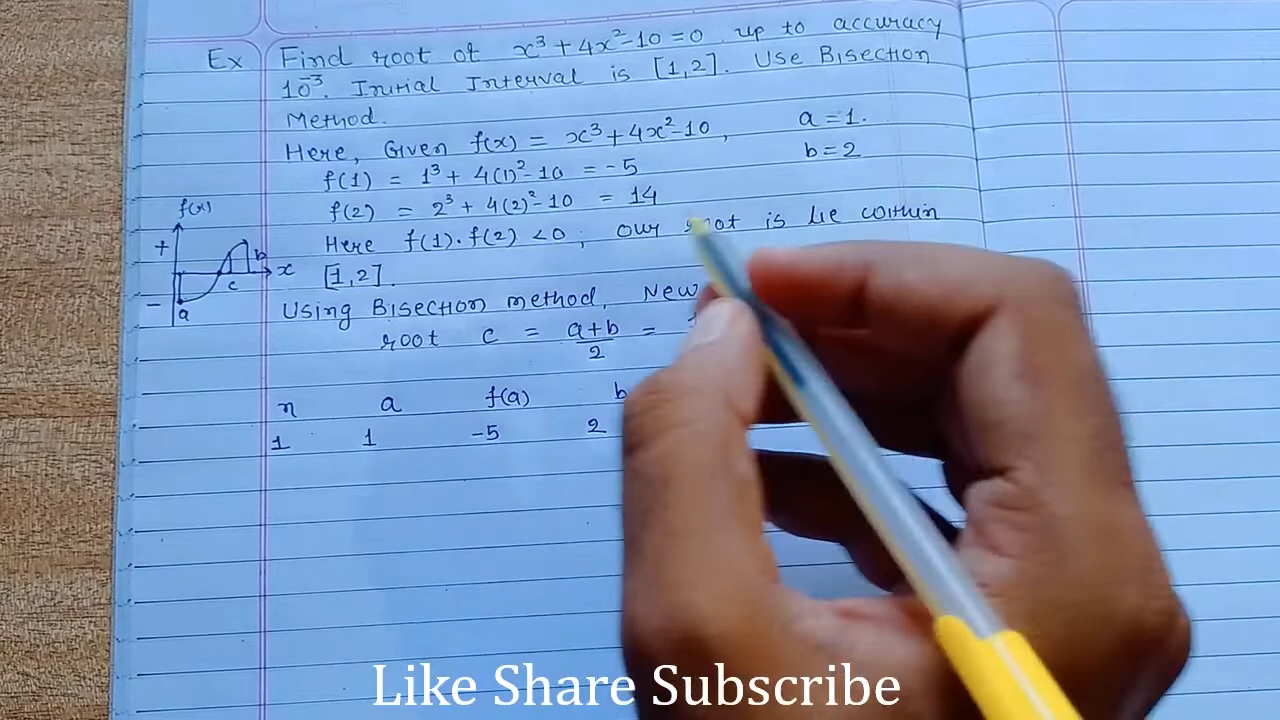 Ex Find root of x³ + 4x² - 10 = 0 up to accuracy
10⁻³. Initial Interval is [1,2]. Use Bisection
Method.
Here, Given f(x) = x³ + 4x² - 10, a = 1.
b = 2
f(1) = 1³ + 4(1)² - 10 = -5
f(2) = 2³ + 4(2)² - 10 = 14
Here f(1).f(2) < 0; our root is lie within
[1,2].
f(x)
+
b
x
c
-
a
Using Bisection method, New
root c = a+b/2 =
n a f(a) b
1 1 -5 2
Like Share Subscribe